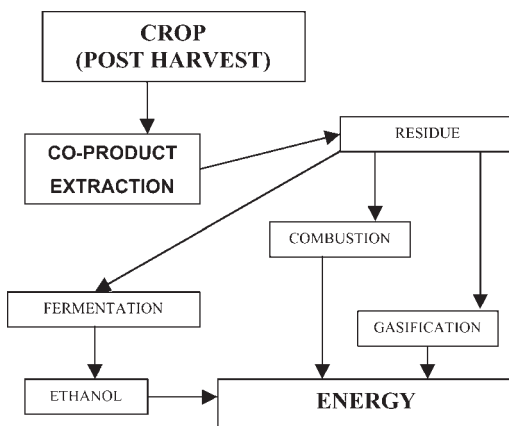 CROP
(POST HARVEST)
RESIDUE
CO-PRODUCT
EXTRACTION
COMBUSTION
FERMENTATION
GASIFICATION
ETHANOL
ENERGY